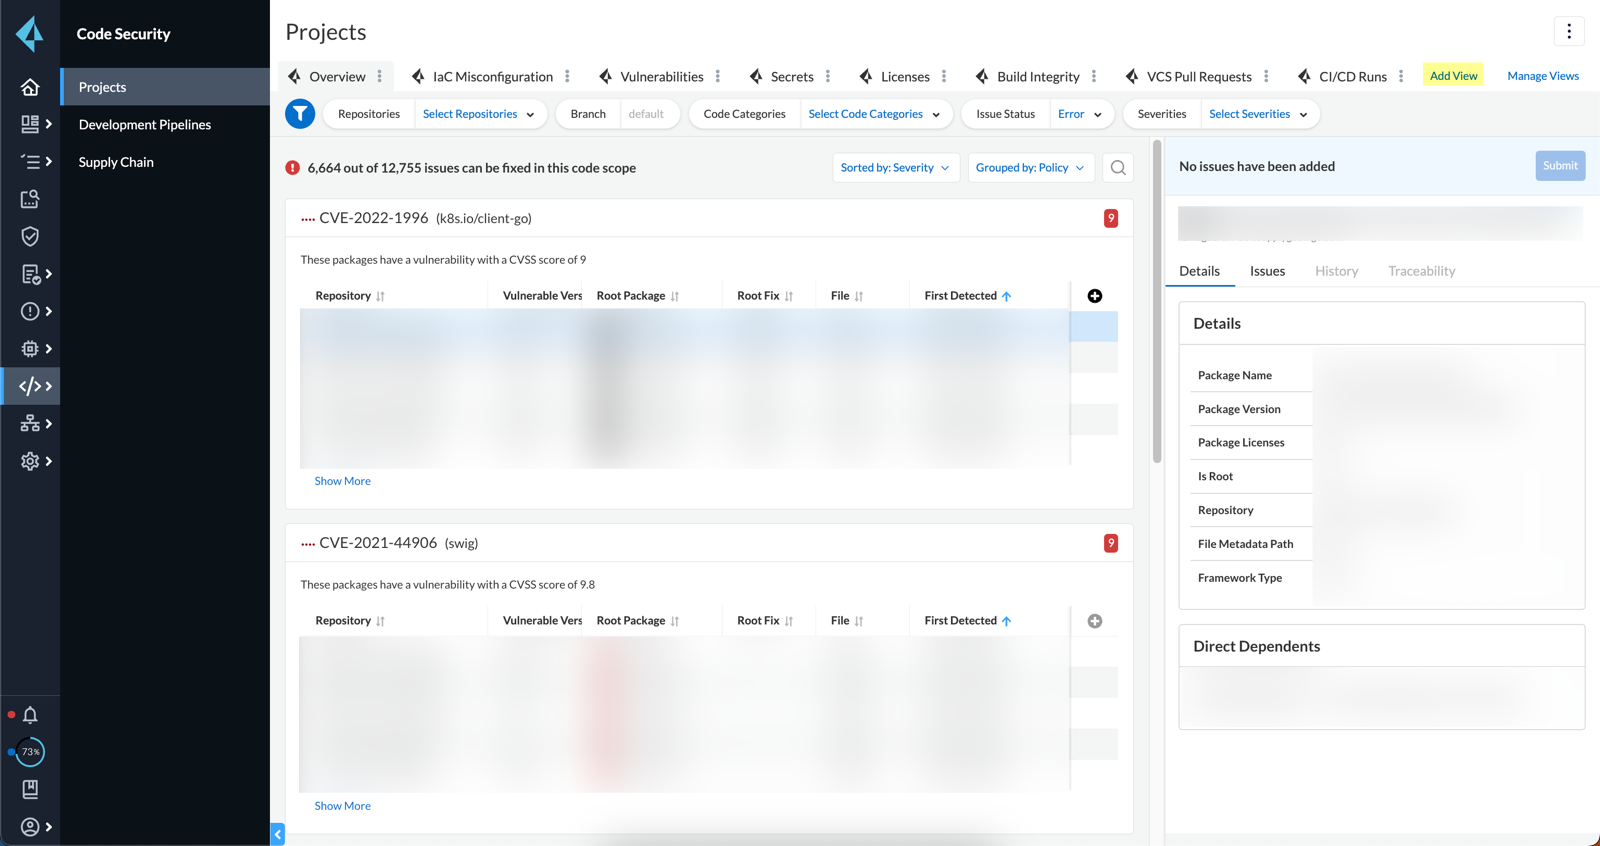 Code Security
Projects
Development Pipelines
Supply Chain
73%
Projects
Overview
IaC Misconfiguration
Vulnerabilities
Secrets
Licenses
Build Integrity
VCS Pull Requests
CI/CD Runs
Add View
Manage Views
Repositories Select Repositories
Branch default
Code Categories Select Code Categories
Issue Status Error
Severities Select Severities
6,664 out of 12,755 issues can be fixed in this code scope
Sorted by: Severity
Grouped by: Policy
CVE-2022-1996 (k8s.io/client-go)
9
These packages have a vulnerability with a CVSS score of 9
Repository Vulnerable Vers Root Package Root Fix File First Detected
Show More
CVE-2021-44906 (swig)
9
These packages have a vulnerability with a CVSS score of 9.8
Repository Vulnerable Vers Root Package Root Fix File First Detected
Show More
No issues have been added
Submit
Details Issues History Traceability
Details
Package Name
Package Version
Package Licenses
Is Root
Repository
File Metadata Path
Framework Type
Direct Dependents